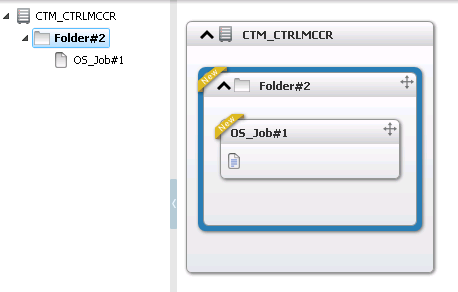 CTM_CTRLMCCR
Folder#2
OS_Job#1
CTM_CTRLMCCR
New
Folder#2
New
OS_Job#1